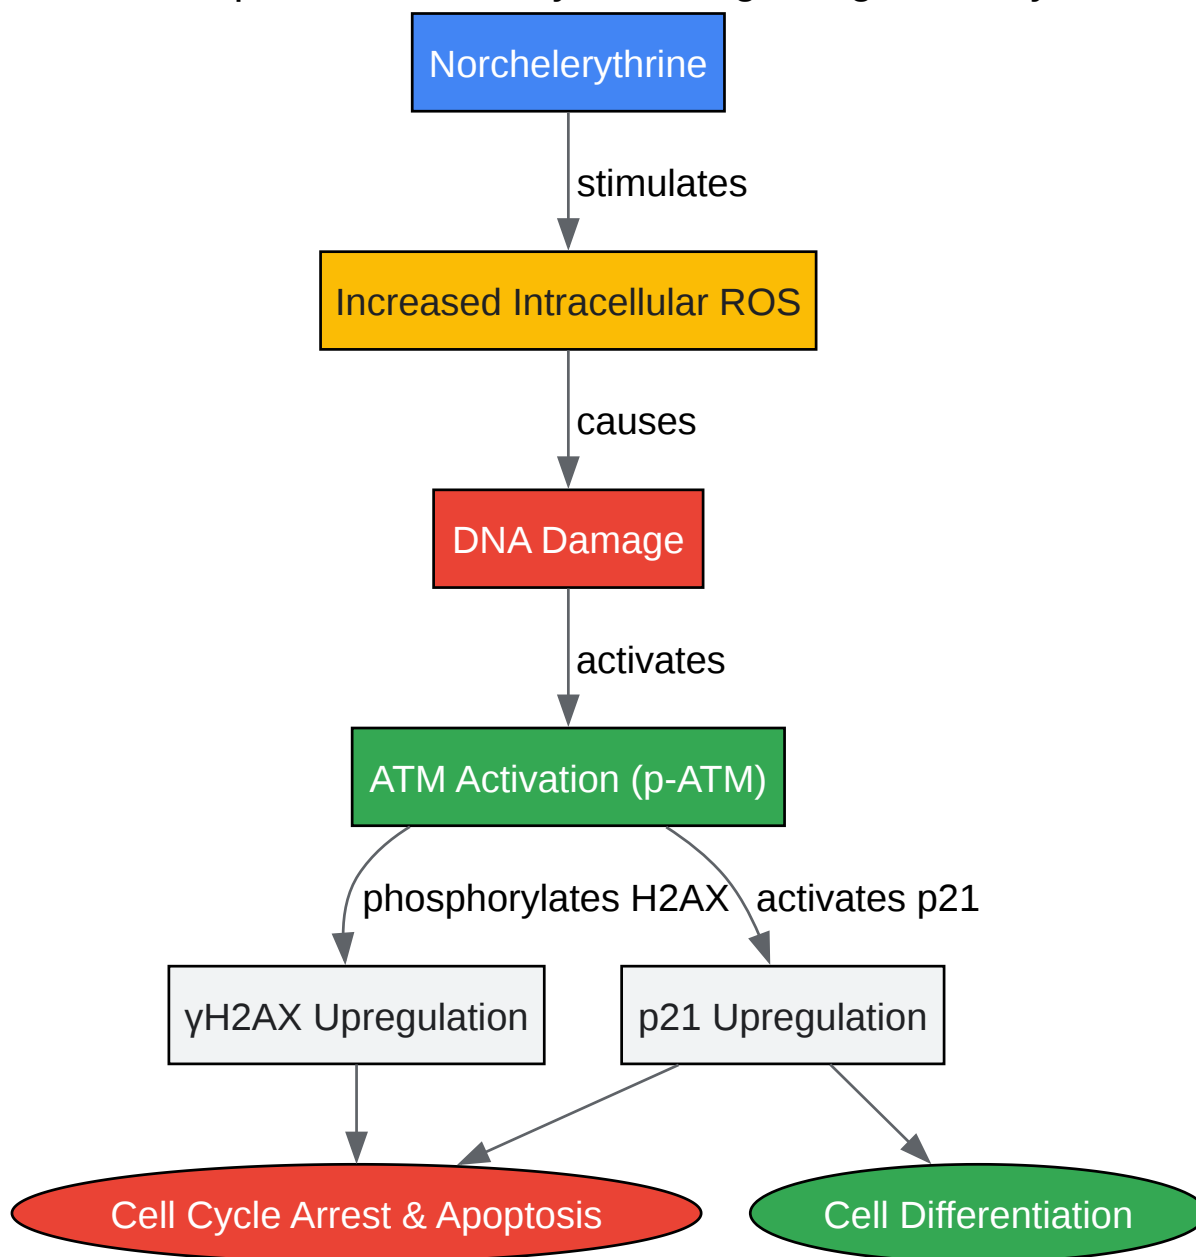 Norchelerythrine
stimulates
Increased Intracellular ROS
causes
DNA Damage
activates
ATM Activation (p-ATM)
phosphorylates H2AX
activates p21
γH2AX Upregulation
p21 Upregulation
Cell Cycle Arrest & Apoptosis
Cell Differentiation